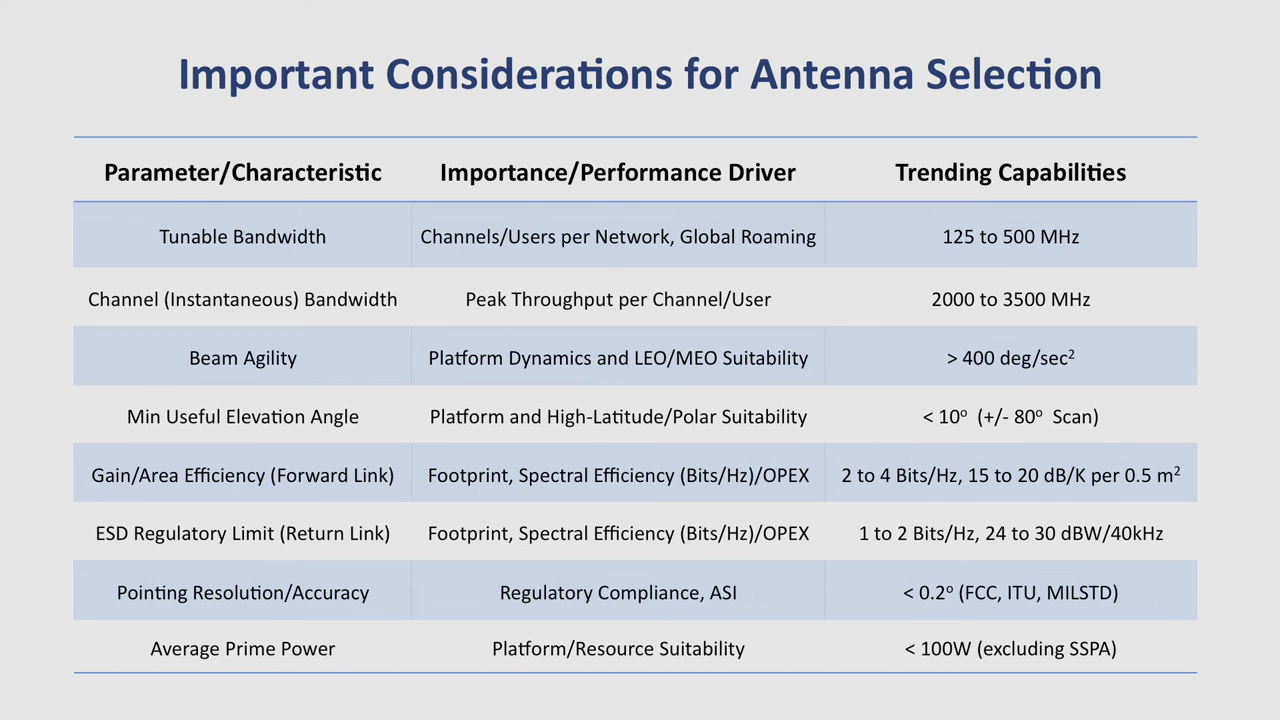 Important Considerations for Antenna Selection
Parameter/Characteristic Importance/Performance Driver Trending Capabilities
Tunable Bandwidth Channels/Users per Network, Global Roaming 125 to 500 MHz
Channel (Instantaneous) Bandwidth Peak Throughput per Channel/User 2000 to 3500 MHz
Beam Agility Platform Dynamics and LEO/MEO Suitability > 400 deg/sec²
Min Useful Elevation Angle Platform and High-Latitude/Polar Suitability < 10º (+/- 80º Scan)
Gain/Area Efficiency (Forward Link) Footprint, Spectral Efficiency (Bits/Hz)/OPEX 2 to 4 Bits/Hz, 15 to 20 dB/K per 0.5 m²
ESD Regulatory Limit (Return Link) Footprint, Spectral Efficiency (Bits/Hz)/OPEX 1 to 2 Bits/Hz, 24 to 30 dBW/40kHz
Pointing Resolution/Accuracy Regulatory Compliance, ASI < 0.2º (FCC, ITU, MILSTD)
Average Prime Power Platform/Resource Suitability < 100W (excluding SSPA)